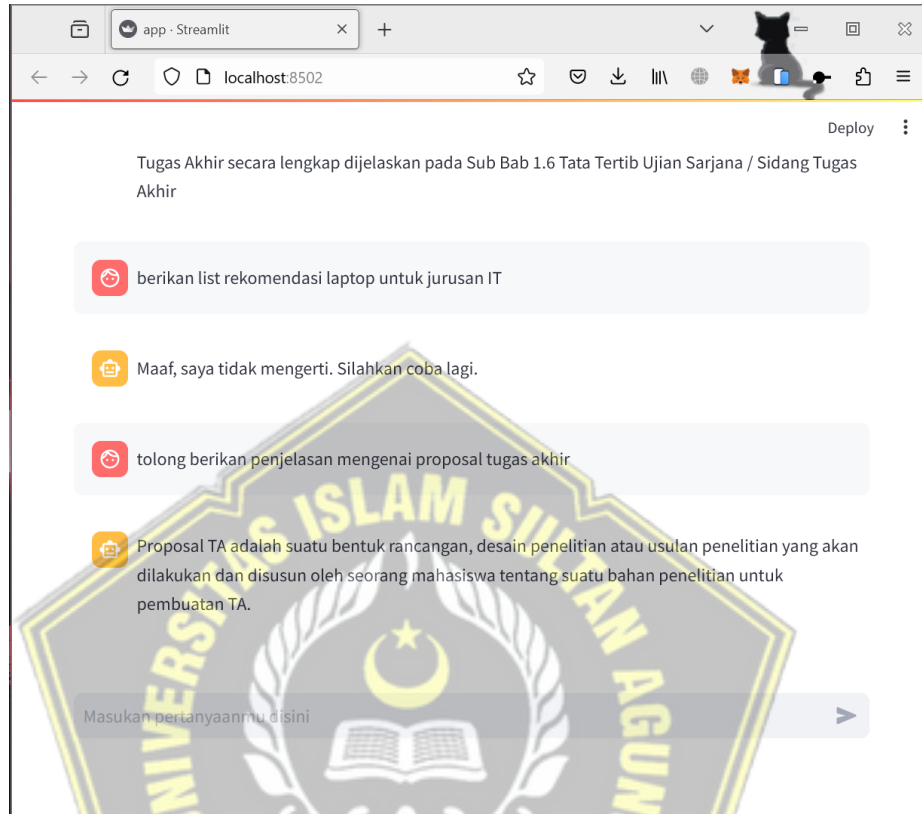 app · Streamlit
localhost:8502
Deploy
Tugas Akhir secara lengkap dijelaskan pada Sub Bab 1.6 Tata Tertib Ujian Sarjana / Sidang Tugas
Akhir
berikan list rekomendasi laptop untuk jurusan IT
Maaf, saya tidak mengerti. Silahkan coba lagi.
tolong berikan penjelasan mengenai proposal tugas akhir
Proposal TA adalah suatu bentuk rancangan, desain penelitian atau usulan penelitian yang akan
dilakukan dan disusun oleh seorang mahasiswa tentang suatu bahan penelitian untuk
pembuatan TA.
Masukan pertanyaanmu disini
UNIVERSITAS ISLAM SULTAN AGUN